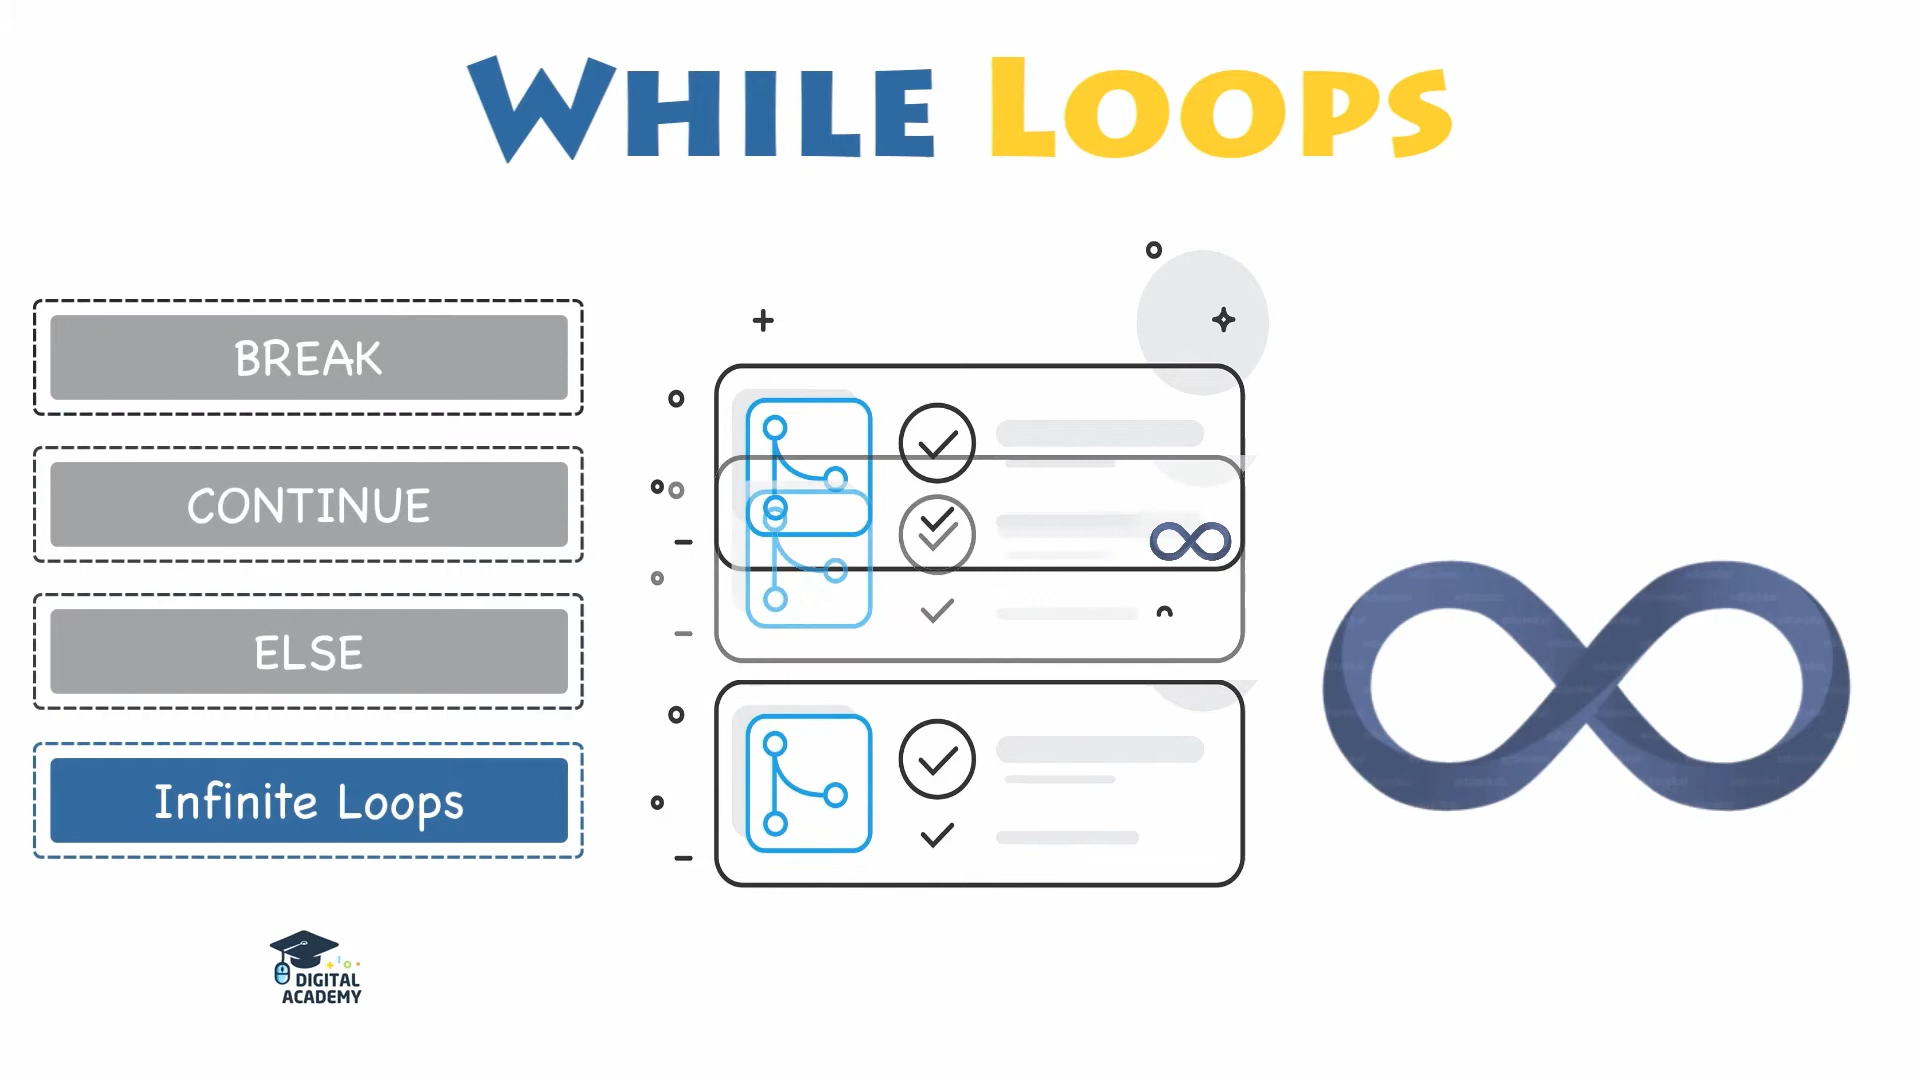 WHILE LOOPS
BREAK
CONTINUE
ELSE
Infinite Loops
DIGITAL
ACADEMY